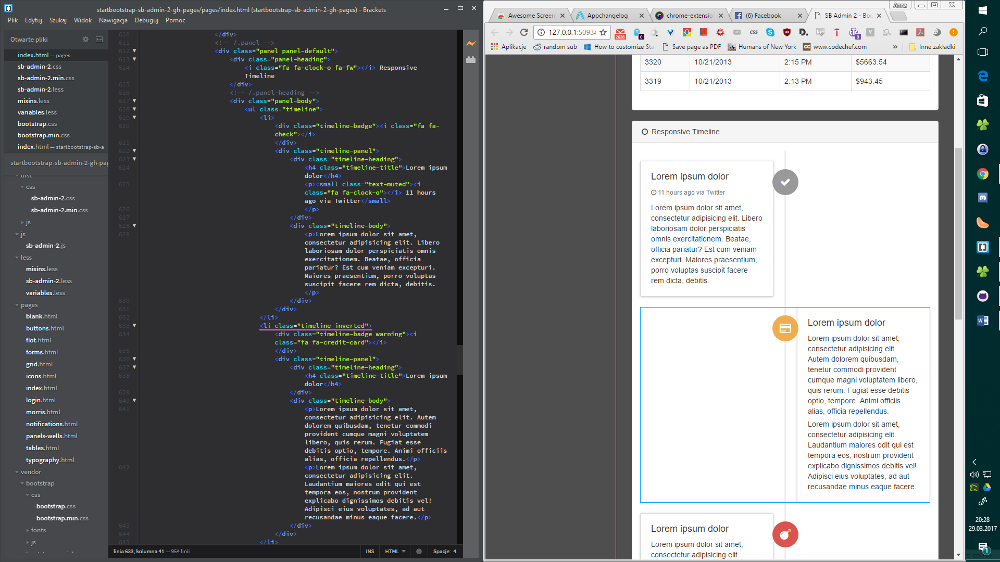 startbootstrap-sb-admin-2-gh-pages/pages/index.html (startbootstrap-sb-admin-2-gh-pages) - Brackets
Plik Edytuj Szukaj Widok Nawigacja Debuguj Pomoc
Otwarte pliki
index.html — pages
sb-admin-2.css
sb-admin-2.min.css
sb-admin-2.less
mixins.less
variables.less
bootstrap.css
bootstrap.min.css
index.html — startbootstrap-sb-a
startbootstrap-sb-admin-2-gh-pag
dist
css
sb-admin-2.css
sb-admin-2.min.css
js
js
sb-admin-2.js
less
mixins.less
sb-admin-2.less
variables.less
pages
blank.html
buttons.html
flot.html
forms.html
grid.html
icons.html
index.html
login.html
morris.html
notifications.html
panels-wells.html
tables.html
typography.html
vendor
bootstrap
css
bootstrap.css
bootstrap.min.css
fonts
js
610 </div>
611 <!-- /.panel -->
612 <div class="panel panel-default">
613 <div class="panel-heading">
614 <i class="fa fa-clock-o fa-fw"></i> Responsive
Timeline
615 </div>
616 <!-- /.panel-heading -->
617 <div class="panel-body">
618 <ul class="timeline">
619 <li>
620 <div class="timeline-badge"><i class="fa fa-
check"></i>
621 </div>
622 <div class="timeline-panel">
623 <div class="timeline-heading">
624 <h4 class="timeline-title">Lorem ipsum
dolor</h4>
625 <p><small class="text-muted"><i
class="fa fa-clock-o"></i> 11 hours
ago via Twitter</small>
626 </p>
627 </div>
628 <div class="timeline-body">
629 <p>Lorem ipsum dolor sit amet,
consectetur adipisicing elit. Libero
laboriosam dolor perspiciatis omnis
exercitationem. Beatae, officia
pariatur? Est cum veniam excepturi.
Maiores praesentium, porro voluptas
suscipit facere rem dicta, debitis.
</p>
630 </div>
631 </div>
632 </li>
633 <li class="timeline-inverted">
634 <div class="timeline-badge warning"><i
class="fa fa-credit-card"></i>
635 </div>
636 <div class="timeline-panel">
637 <div class="timeline-heading">
638 <h4 class="timeline-title">Lorem ipsum
dolor</h4>
639 </div>
640 <div class="timeline-body">
641 <p>Lorem ipsum dolor sit amet,
consectetur adipisicing elit. Autem
dolorem quibusdam, tenetur commodi
provident cumque magni voluptatem
libero, quis rerum. Fugiat esse
debitis optio, tempore. Animi officiis
alias, officia repellendus.</p>
642 <p>Lorem ipsum dolor sit amet,
consectetur adipisicing elit.
Laudantium maiores odit qui est
tempora eos, nostrum provident
explicabo dignissimos debitis vel!
Adipisci eius voluptates, ad aut
recusandae minus eaque facere.</p>
643 </div>
644 </div>
645 </li>
linia 633, kolumna 41 — 954 linii INS HTML Spacje: 4
Anna
Awesome Screen Appchangelog chrome-extensio (6) Facebook SB Admin 2 - Boo
127.0.0.1:50934
2628
Aplikacje random sub How to customize Sta Save page as PDF Humans of New York CC www.codechef.com » Inne zakładki
3320 10/21/2013 2:15 PM $5663.54
3319 10/21/2013 2:13 PM $943.45
Responsive Timeline
Lorem ipsum dolor
11 hours ago via Twitter
Lorem ipsum dolor sit amet,
consectetur adipisicing elit. Libero
laboriosam dolor perspiciatis
omnis exercitationem. Beatae,
officia pariatur? Est cum veniam
excepturi. Maiores praesentium,
porro voluptas suscipit facere
rem dicta, debitis.
Lorem ipsum dolor
Lorem ipsum dolor sit amet,
consectetur adipisicing elit.
Autem dolorem quibusdam,
tenetur commodi provident
cumque magni voluptatem libero,
quis rerum. Fugiat esse debitis
optio, tempore. Animi officiis
alias, officia repellendus.
Lorem ipsum dolor sit amet,
consectetur adipisicing elit.
Laudantium maiores odit qui est
tempora eos, nostrum provident
explicabo dignissimos debitis vel!
Adipisci eius voluptates, ad aut
recusandae minus eaque facere.
Lorem ipsum dolor
Lorem ipsum dolor sit amet,
consectetur adipisicing elit.
20:28
29.03.2017
1